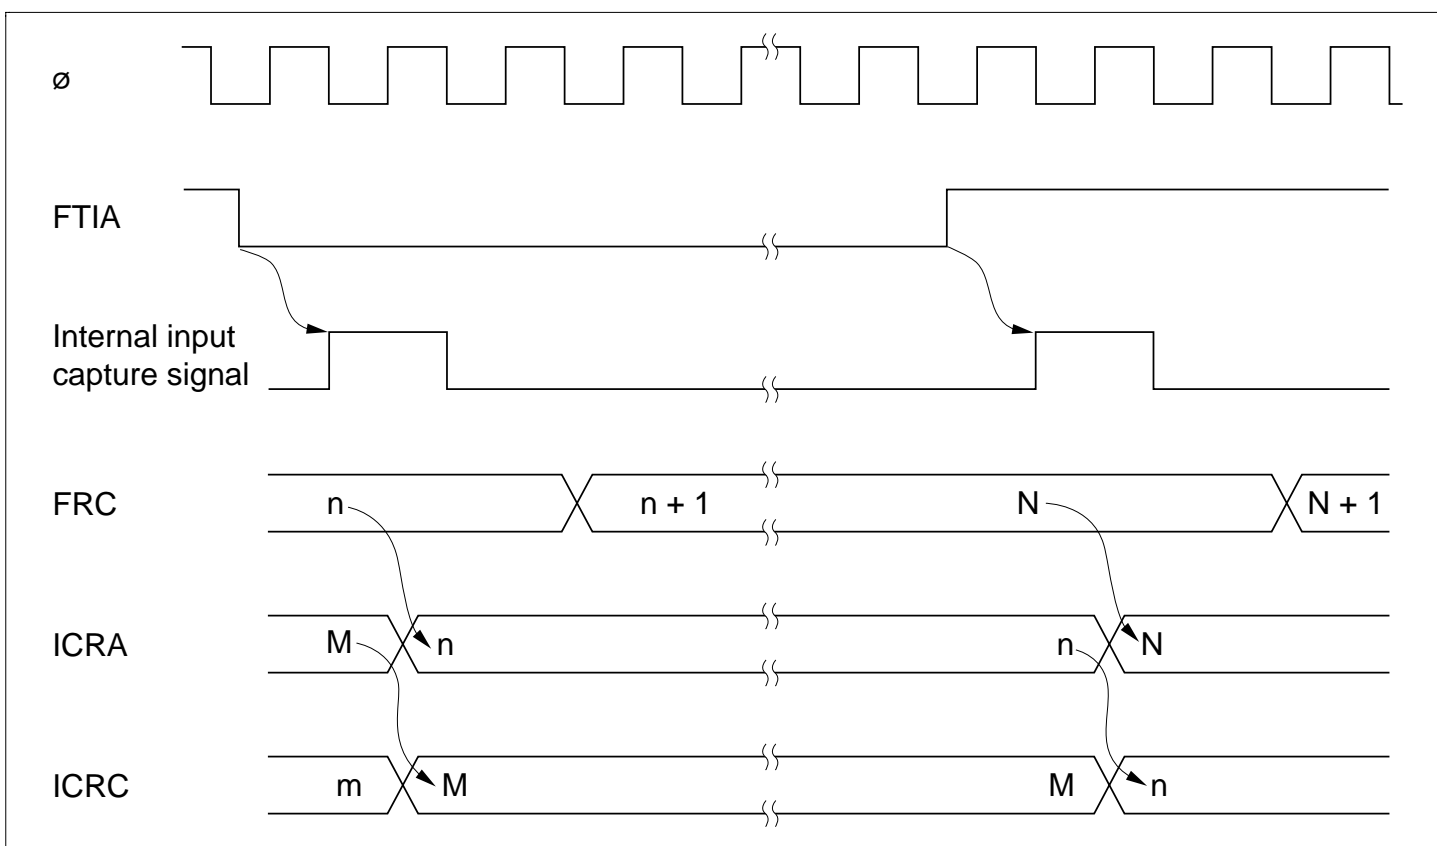 ø
FTIA
Internal input
capture signal
FRC n n + 1 N N + 1
ICRA M n n N
ICRC m M M n